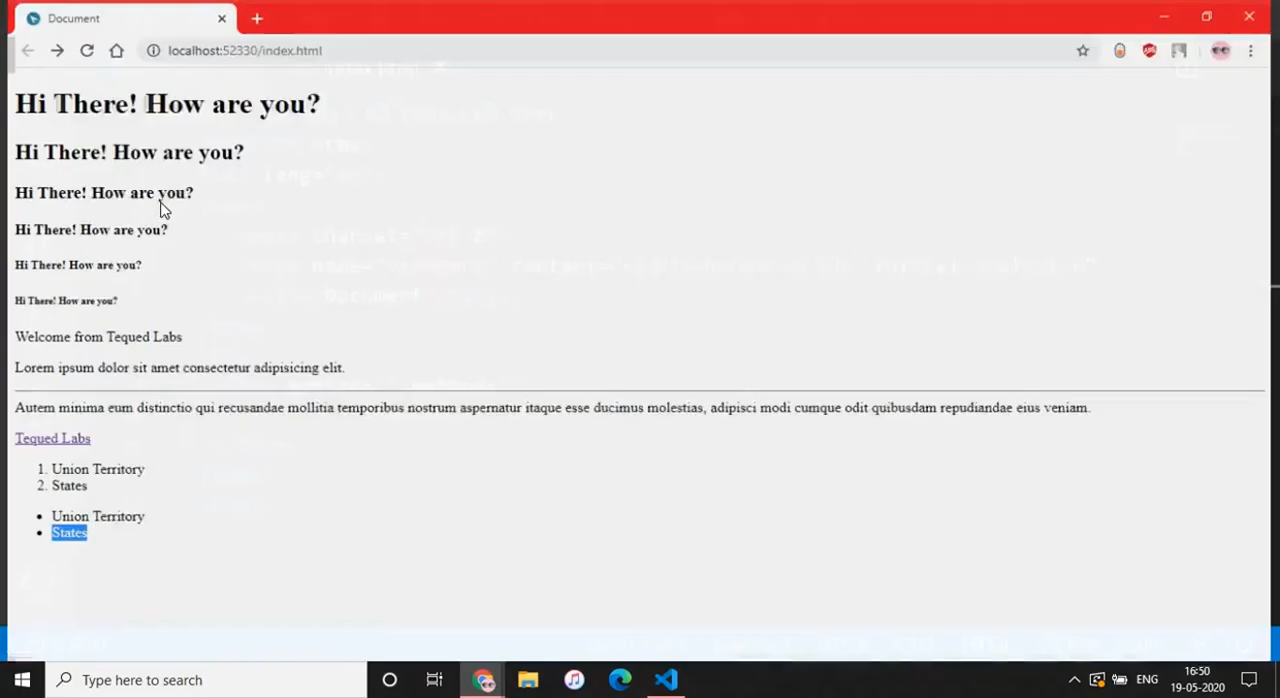 Document
localhost:52330/index.html
Hi There! How are you?
Hi There! How are you?
Hi There! How are you?
Hi There! How are you?
Hi There! How are you?
Hi There! How are you?
Welcome from Tequed Labs
Lorem ipsum dolor sit amet consectetur adipisicing elit.
Autem minima eum distinctio qui recusandae mollitia temporibus nostrum aspernatur itaque esse ducimus molestias, adipisci modi cumque odit quibusdam repudiandae eius veniam.
Tequed Labs
1. Union Territory
2. States
• Union Territory
• States
Type here to search
ENG
16:50
19-05-2020